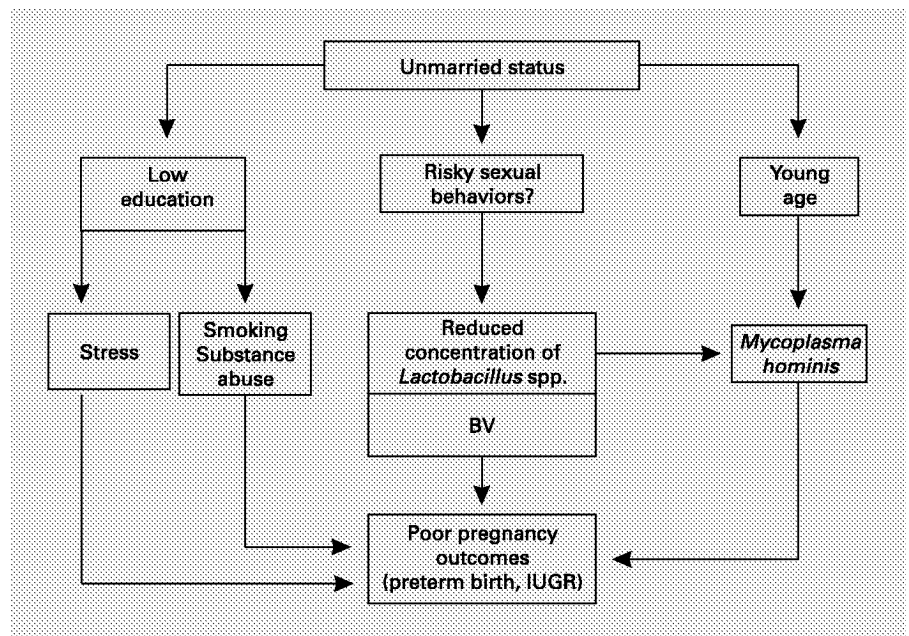 Unmarried status
Low
education
Risky sexual
behaviors?
Young
age
Stress
Smoking
Substance
abuse
Reduced
concentration of
Lactobacillus spp.
BV
Mycoplasma
hominis
Poor pregnancy
outcomes
(preterm birth, IUGR)